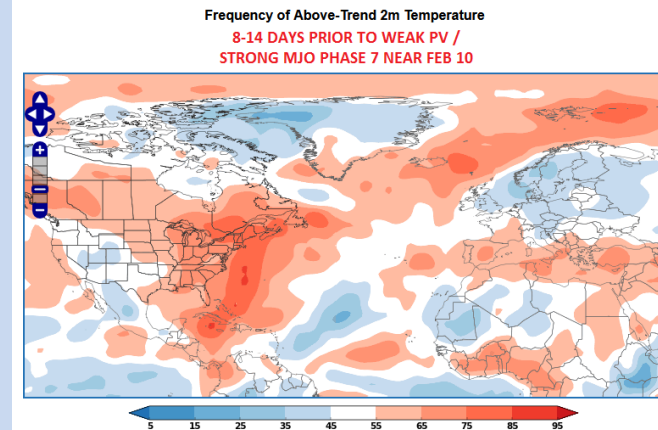 Frequency of Above-Trend 2m Temperature
8-14 DAYS PRIOR TO WEAK PV /
STRONG MJO PHASE 7 NEAR FEB 10
5 15 25 35 45 55 65 75 85 95